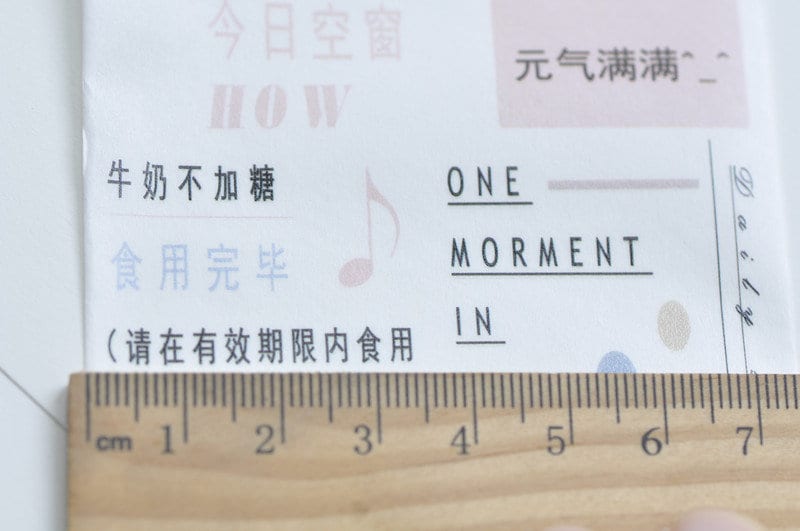 今日空窗
HOW
元气满满^_^
牛奶不加糖
食用完毕
(请在有效期限内食用
ONE
MORMENT
IN
Daily
cm 1 2 3 4 5 6 7